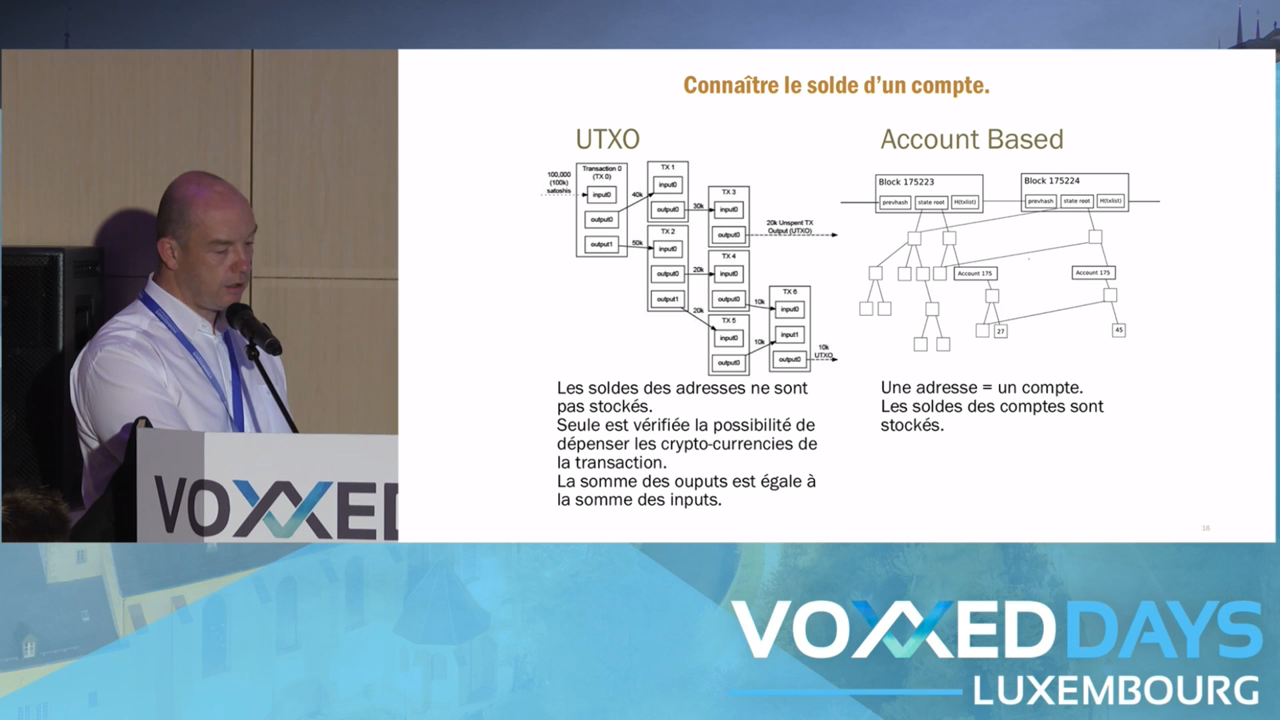 Connaître le solde d’un compte.
UTXO
100,000
(100k)
satoshis
Transaction 0
(TX 0)
input0
output0
output1
40k
50k
TX 1
input0
output0
30k
TX 2
input0
output0
output1
20k
20k
TX 3
input0
output0
20k Unspent TX
Output (UTXO)
TX 4
input0
output0
10k
TX 5
input0
output0
10k
TX 6
input0
input1
output0
10k
UTXO
Les soldes des adresses ne sont
pas stockés.
Seule est vérifiée la possibilité de
dépenser les crypto-currencies de
la transaction.
La somme des ouputs est égale à
la somme des inputs.
Account Based
Block 175223
prevhash
state root
H(txlist)
Block 175224
prevhash
state root
H(txlist)
Account 175
Account 175
27
45
Une adresse = un compte.
Les soldes des comptes sont
stockés.
16
VOXXED
VOXXED DAYS
LUXEMBOURG